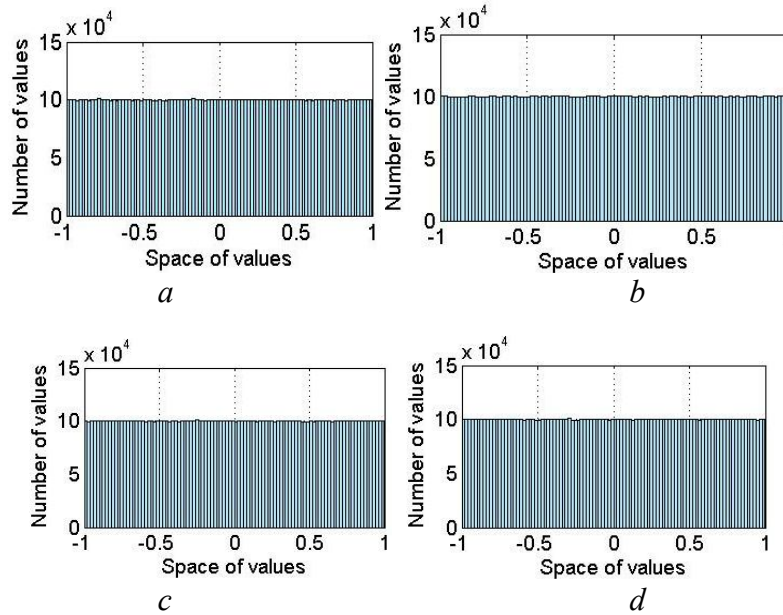 15 x 10^4
10
5
0
Number of values
-1 -0.5 0 0.5 1
Space of values
a
15 x 10^4
10
5
0
Number of values
-1 -0.5 0 0.5
Space of values
b
15 x 10^4
10
5
0
Number of values
-1 -0.5 0 0.5 1
Space of values
c
15 x 10^4
10
5
0
Number of values
-1 -0.5 0 0.5 1
Space of values
d